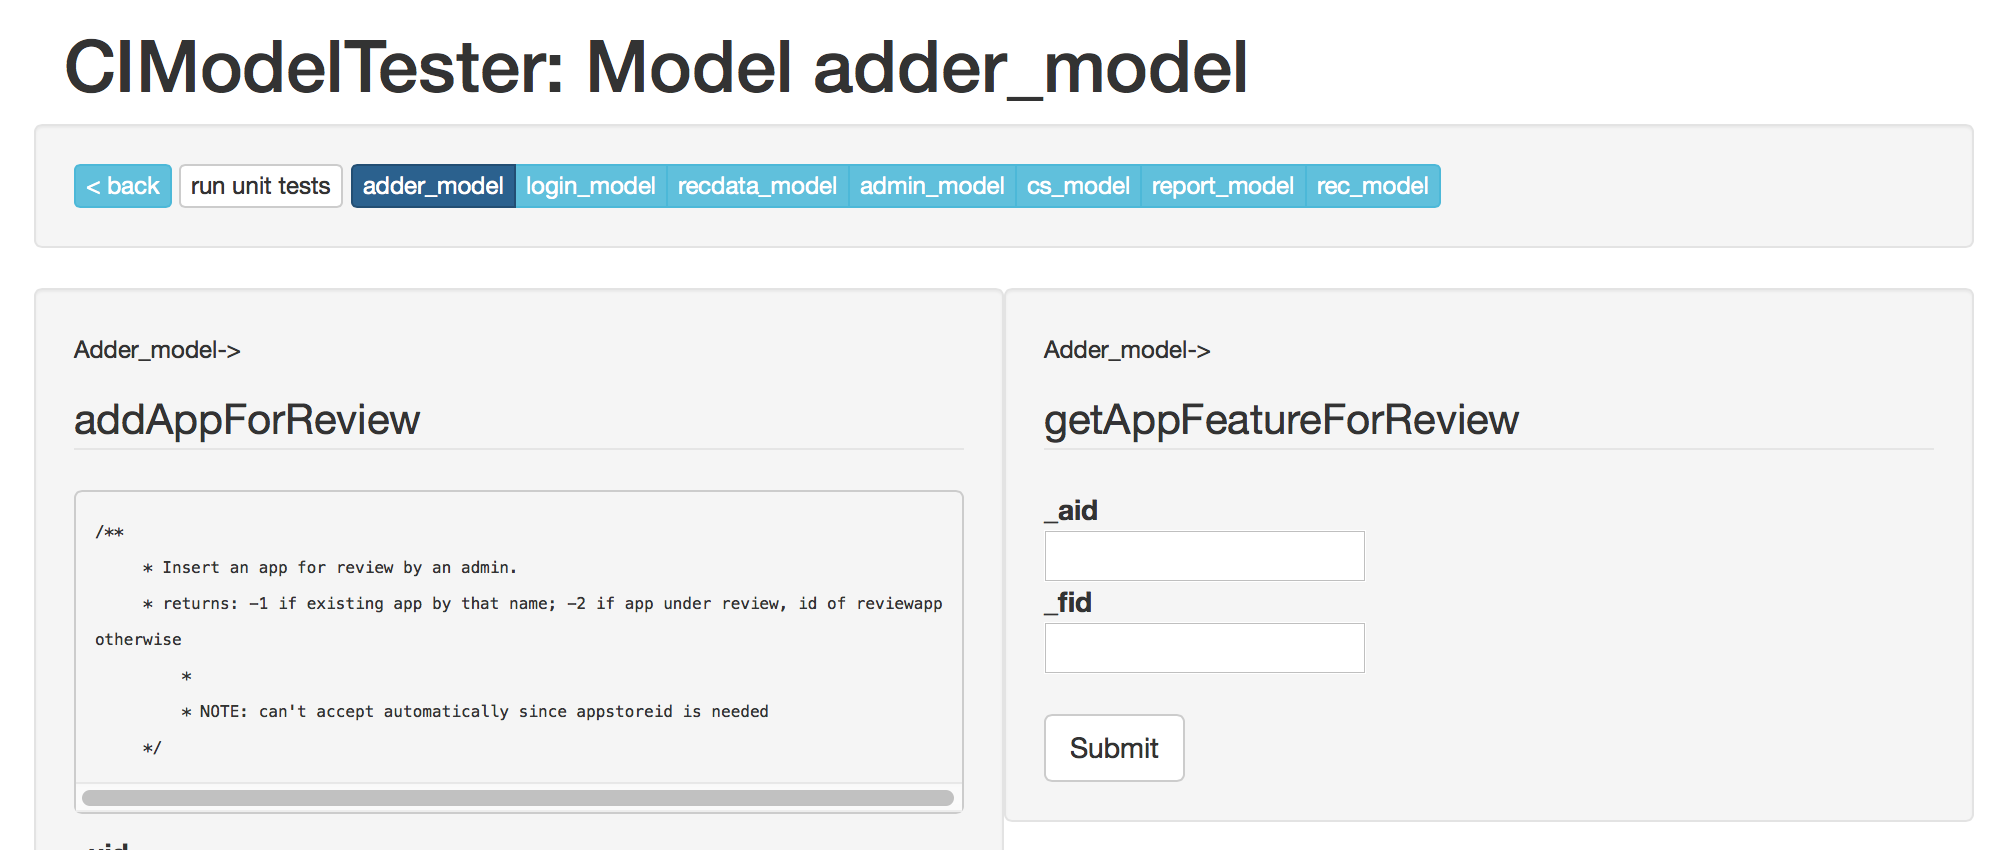 CIModelTester: Model adder_model
< back run unit tests adder_model login_model recdata_model admin_model cs_model report_model rec_model
Adder_model->
addAppForReview
/**
* Insert an app for review by an admin.
* returns: -1 if existing app by that name; -2 if app under review, id of reviewapp
otherwise
*
* NOTE: can't accept automatically since appstoreid is needed
*/
Adder_model->
getAppFeatureForReview
_aid
_fid
Submit